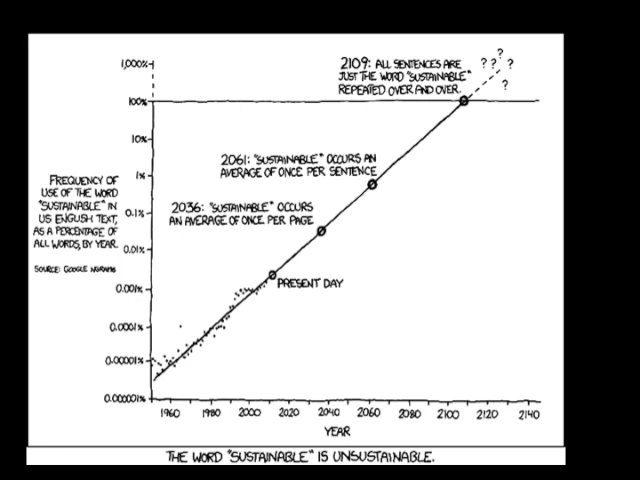 1,000%
100%
10%
1%
0.1%
0.01%
0.001%
0.0001%
0.00001%
0.000001%
FREQUENCY OF
USE OF THE WORD
"SUSTAINABLE" IN
US ENGLISH TEXT,
AS A PERCENTAGE OF
ALL WORDS, BY YEAR.
SOURCE: GOOGLE NGRAMS
2109: ALL SENTENCES ARE
JUST THE WORD "SUSTAINABLE"
REPEATED OVER AND OVER.
? ? ? ? ?
2061: "SUSTAINABLE" OCCURS AN
AVERAGE OF ONCE PER SENTENCE
2036: "SUSTAINABLE" OCCURS
AN AVERAGE OF ONCE PER PAGE
PRESENT DAY
1960 1980 2000 2020 2040 2060 2080 2100 2120 2140
YEAR
THE WORD "SUSTAINABLE" IS UNSUSTAINABLE.